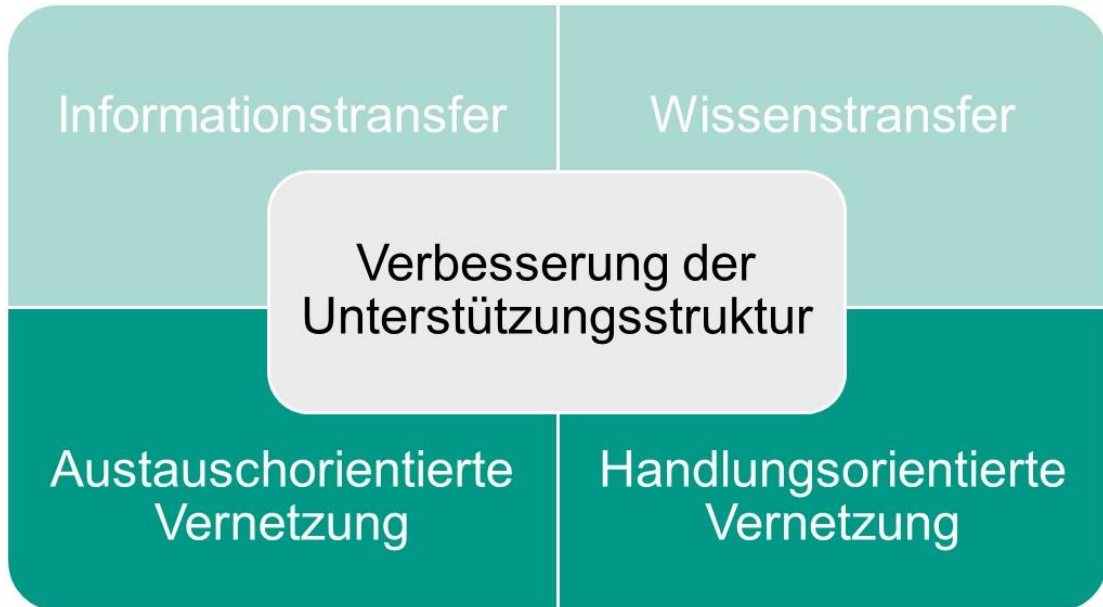 Informationstransfer
Wissenstransfer
Verbesserung der
Unterstützungsstruktur
Austauschorientierte
Vernetzung
Handlungsorientierte
Vernetzung